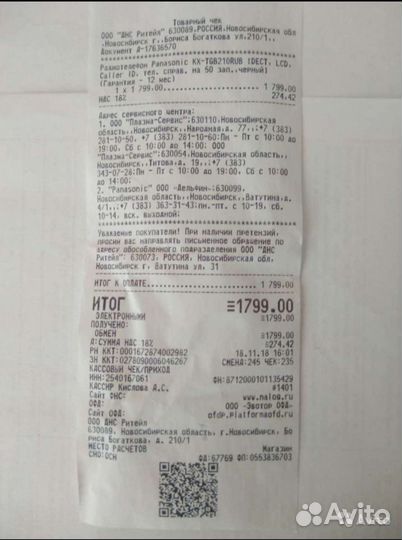 Товарный чек
ООО "ДНС Ритейл" 630089,РОССИЯ,Новосибирская обл
,Новосибирск г,,Бориса Богаткова ул,210/1,,
Документ А-17636570
Радиотелефон Panasonic KX-TGB210RUB (DECT, LCD,
Caller ID, тел. справ. на 50 зап.,черный)
(Гарантия - 12 мес)
1 x 1 799.00 1 799.00
НДС 18% 274.42
Адрес сервисного центра:
1. ООО "Плазма-Сервис":630110,Новосибирская
область,,Новосибирск,Народная,д. 77,,:+7 (383)
281-10-50, +7 (383) 281-10-60:Пн - Пт с 10:00 до
19:00, Сб с 10:00 до 14:00; ООО
"Плазма-Сервис":630054,Новосибирская область,,
Новосибирск,,Титова,д. 19,,:+7 (383)
343-07-28:Пн - Пт с 10:00 до 19:00, Сб с 10:00
до 14:00;
2. "Panasonic" ООО «Дельфин»:630099,
Новосибирская область,,Новосибирск,,Ватутина,д.
4/1,,:+7 (383) 363-31-43:пн.-пт. с 10-19, сб.
10-14, вск. выходной;
Уважаемые покупатели! При наличии претензий,
просим вас направлять письменное обращение по
адресу обособленного подразделения ООО "ДНС
Ритейл": 630073, РОССИЯ, Новосибирская обл,
Новосибирск г, Ватутина ул, 31
ИТОГ К ОПЛАТЕ 1 799.00
ИТОГ ≡1799.00
ЭЛЕКТРОННЫМИ ≡1799.00
ПОЛУЧЕНО:
ОБМЕН ≡1799.00
А:СУММА НДС 18% ≡274.42
РН ККТ:0001672874002982 18.11.18 16:01
ЗН ККТ:0278090006046267 СМЕНА:245 ЧЕК:235
КАССОВЫЙ ЧЕК/ПРИХОД
ИНН:2540167061 ФН:8712000101135429
КАССИР Кислова А.С. #1401
Сайт ФНС: www.nalog.ru
ОФД: ООО «Эвотор ОФД»
Сайт ОФД: ofdP.Platformaofd.ru
ООО ДНС Ритейл
630089, Новосибирская область, г.Новосибирск, Бо
риса Богаткова, д. 210/1
МЕСТО РАСЧЕТОВ Магазин
СНО:ОСН ФД:67769 ФП:0553836703
Avito